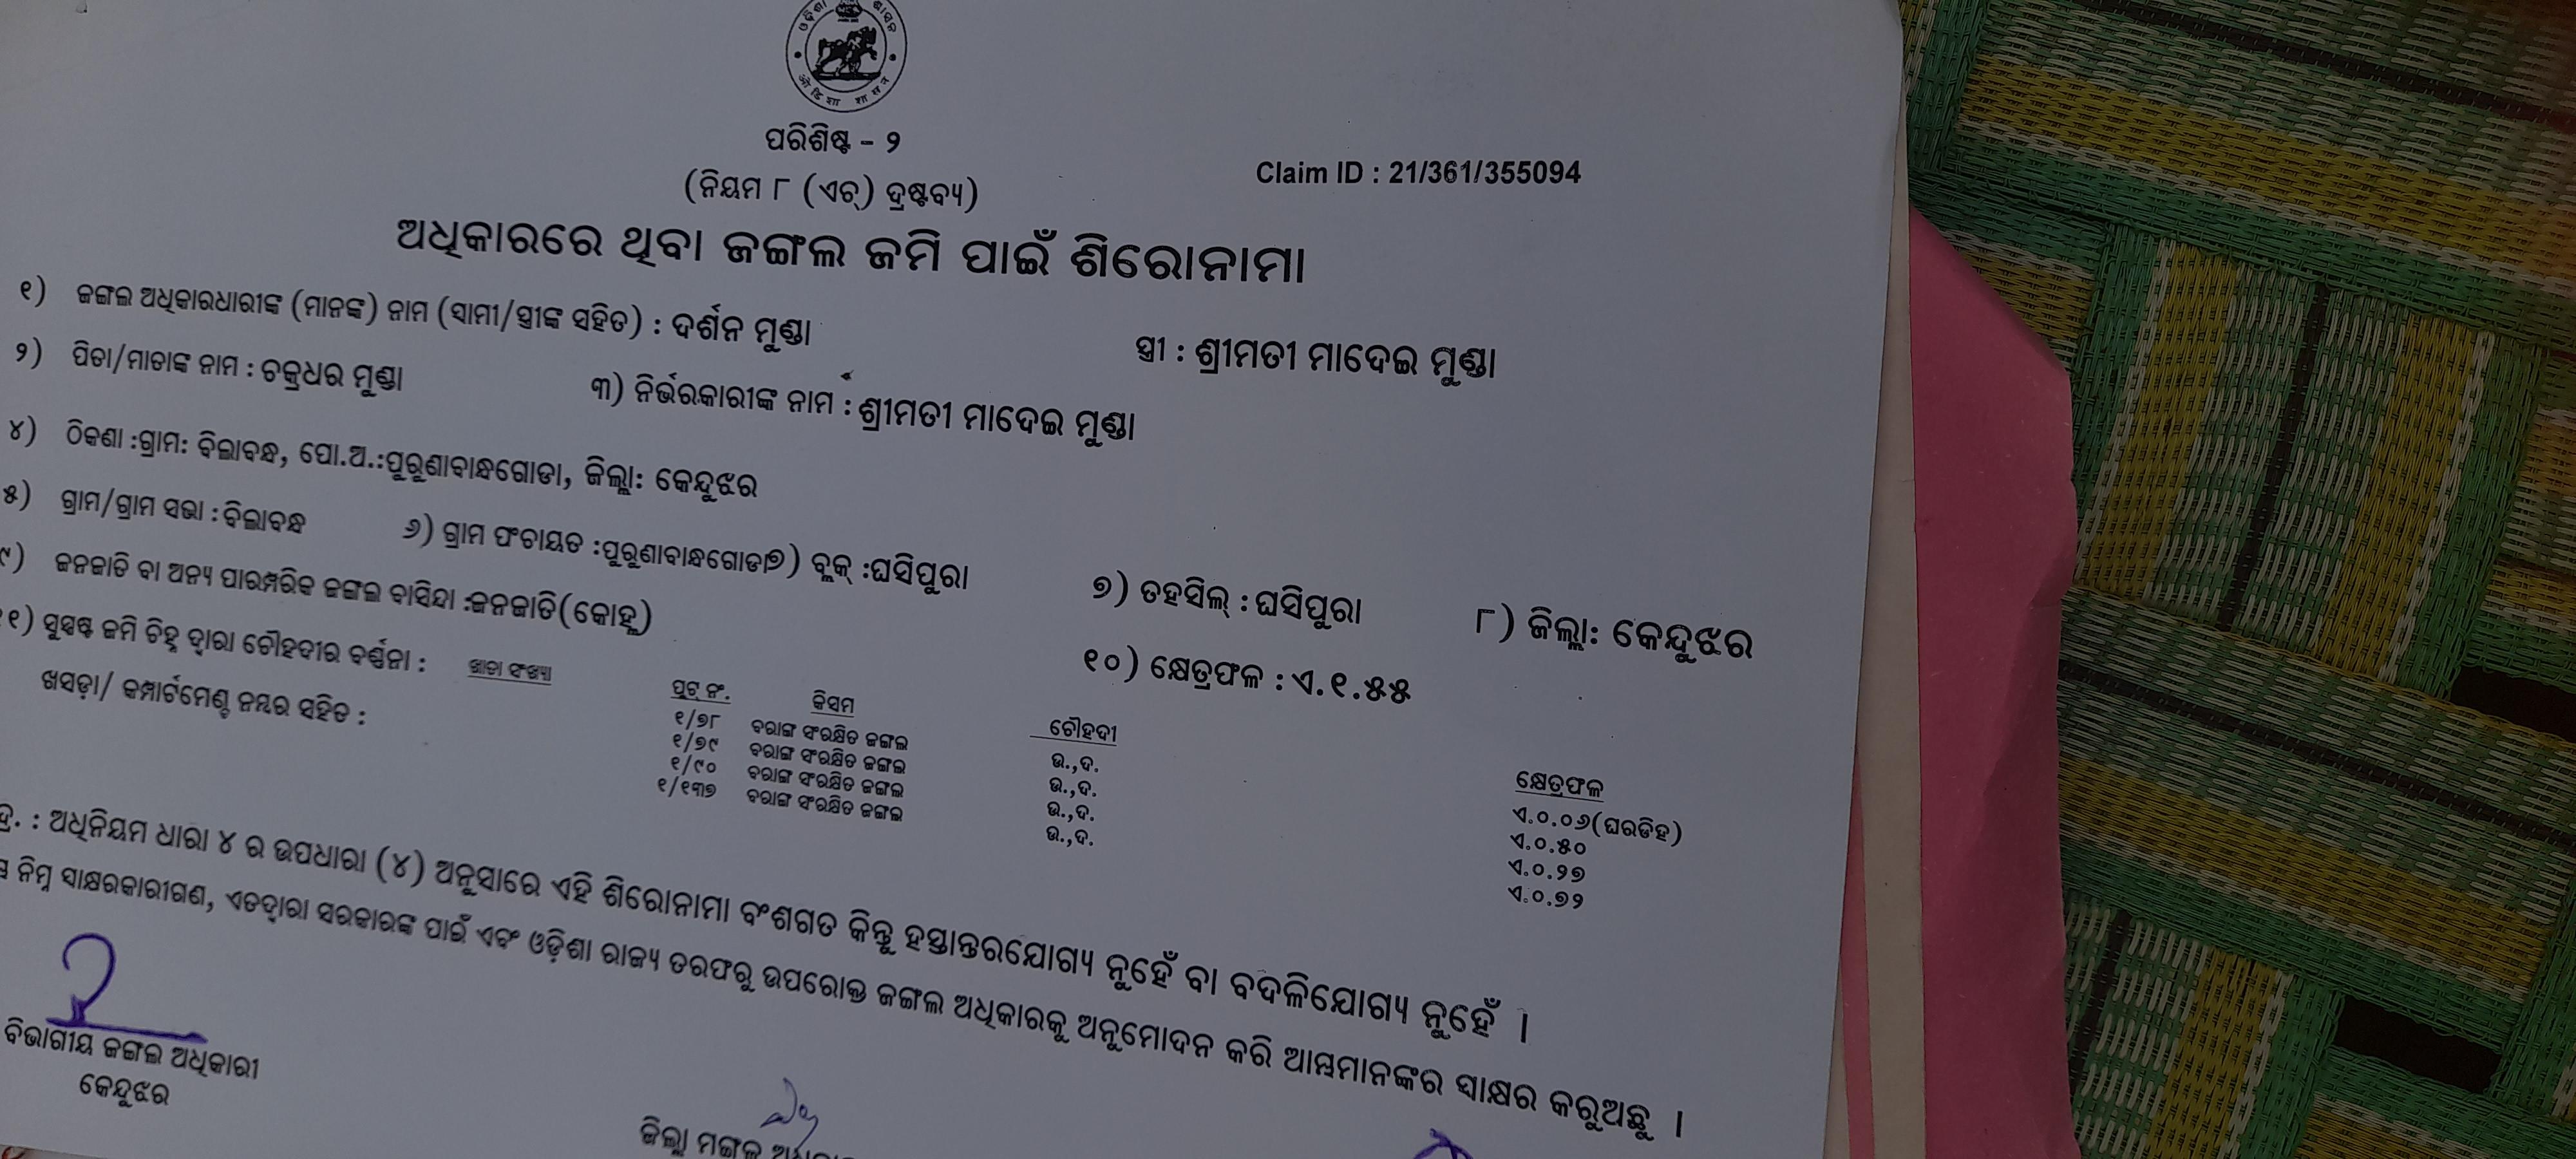 ପରିଶିଷ୍ଟ - ୨
(ନିୟମ ୮ (ଏଚ୍) ଦ୍ରଷ୍ଟବ୍ୟ)
Claim ID : 21/361/355094
ଅଧିକାରରେ ଥିବା ଜଙ୍ଗଲ ଜମି ପାଇଁ ଶିରୋନାମା
୧) ଜଙ୍ଗଲ ଅଧିକାରଧାରୀଙ୍କ (ମାନଙ୍କ) ନାମ (ସ୍ବାମୀ/ସ୍ତ୍ରୀଙ୍କ ସହିତ) : ଦର୍ଶନ ମୁଣ୍ଡା ସ୍ତ୍ରୀ : ଶ୍ରୀମତୀ ମାଦେଇ ମୁଣ୍ଡା
୨) ପିତା/ମାତାଙ୍କ ନାମ : ଚକ୍ରଧର ମୁଣ୍ଡା ୩) ନିର୍ଭରକାରୀଙ୍କ ନାମ : ଶ୍ରୀମତୀ ମାଦେଇ ମୁଣ୍ଡା
୪) ଠିକଣା :ଗ୍ରାମ: ବିଲାବନ୍ଧ, ପୋ.ଅ.:ପୁରୁଣାବାନ୍ଧଗୋଡା, ଜିଲ୍ଲା: କେନ୍ଦୁଝର
୫) ଗ୍ରାମ/ଗ୍ରାମ ସଭା : ବିଲାବନ୍ଧ ୬) ଗ୍ରାମ ପଂଚାୟତ :ପୁରୁଣାବାନ୍ଧଗୋଡା ୭) ବ୍ଲକ୍ :ଘସିପୁରା ୭) ତହସିଲ୍ : ଘସିପୁରା ୮) ଜିଲ୍ଲା: କେନ୍ଦୁଝର
୯) ଜନଜାତି ବା ଅନ୍ୟ ପାରମ୍ପରିକ ଜଙ୍ଗଲ ବାସିନ୍ଦା :ଜନଜାତି(କୋହ୍ଲ) ୧୦) କ୍ଷେତ୍ରଫଳ : ଏ.୧.୫୫
୧୧) ସୁସ୍ପଷ୍ଟ ଜମି ଚିହ୍ନ ଦ୍ୱାରା ଚୌହଦୀର ବର୍ଣ୍ଣନା : ଖାତା ସଂଖ୍ୟା ପ୍ଲଟ୍ ନଂ. କିସମ ଚୌହଦୀ କ୍ଷେତ୍ରଫଳ
ଖସଡ଼ା/ କମ୍ପାର୍ଟମେଣ୍ଟ ନମ୍ବର ସହିତ :
୧/୭୮ ବରାଙ୍ଗ ସଂରକ୍ଷିତ ଜଙ୍ଗଲ ଉ.,ଦ. ଏ.୦.୦୬(ଘରଡିହ)
୧/୭୯ ବରାଙ୍ଗ ସଂରକ୍ଷିତ ଜଙ୍ଗଲ ଉ.,ଦ. ଏ.୦.୫୦
୧/୯୦ ବରାଙ୍ଗ ସଂରକ୍ଷିତ ଜଙ୍ଗଲ ଉ.,ଦ. ଏ.୦.୨୭
୧/୧୩୭ ବରାଙ୍ଗ ସଂରକ୍ଷିତ ଜଙ୍ଗଲ ଉ.,ଦ. ଏ.୦.୭୨
ଦ୍ର. : ଅଧିନିୟମ ଧାରା ୪ ର ଉପଧାରା (୪) ଅନୁସାରେ ଏହି ଶିରୋନାମା ବଂଶଗତ କିନ୍ତୁ ହସ୍ତାନ୍ତରଯୋଗ୍ୟ ନୁହେଁ ବା ବଦଳିଯୋଗ୍ୟ ନୁହେଁ ।
ନିମ୍ନ ସାକ୍ଷରକାରୀଗଣ, ଏତଦ୍ୱାରା ସରକାରଙ୍କ ପାଇଁ ଏବଂ ଓଡ଼ିଶା ରାଜ୍ୟ ତରଫରୁ ଉପରୋକ୍ତ ଜଙ୍ଗଲ ଅଧିକାରକୁ ଅନୁମୋଦନ କରି ଆମ୍ଭମାନଙ୍କର ସ୍ୱାକ୍ଷର କରୁଅଛୁ ।
ବିଭାଗୀୟ ଜଙ୍ଗଲ ଅଧିକାରୀ
କେନ୍ଦୁଝର
ଜିଲ୍ଲା ମଙ୍ଗଳ